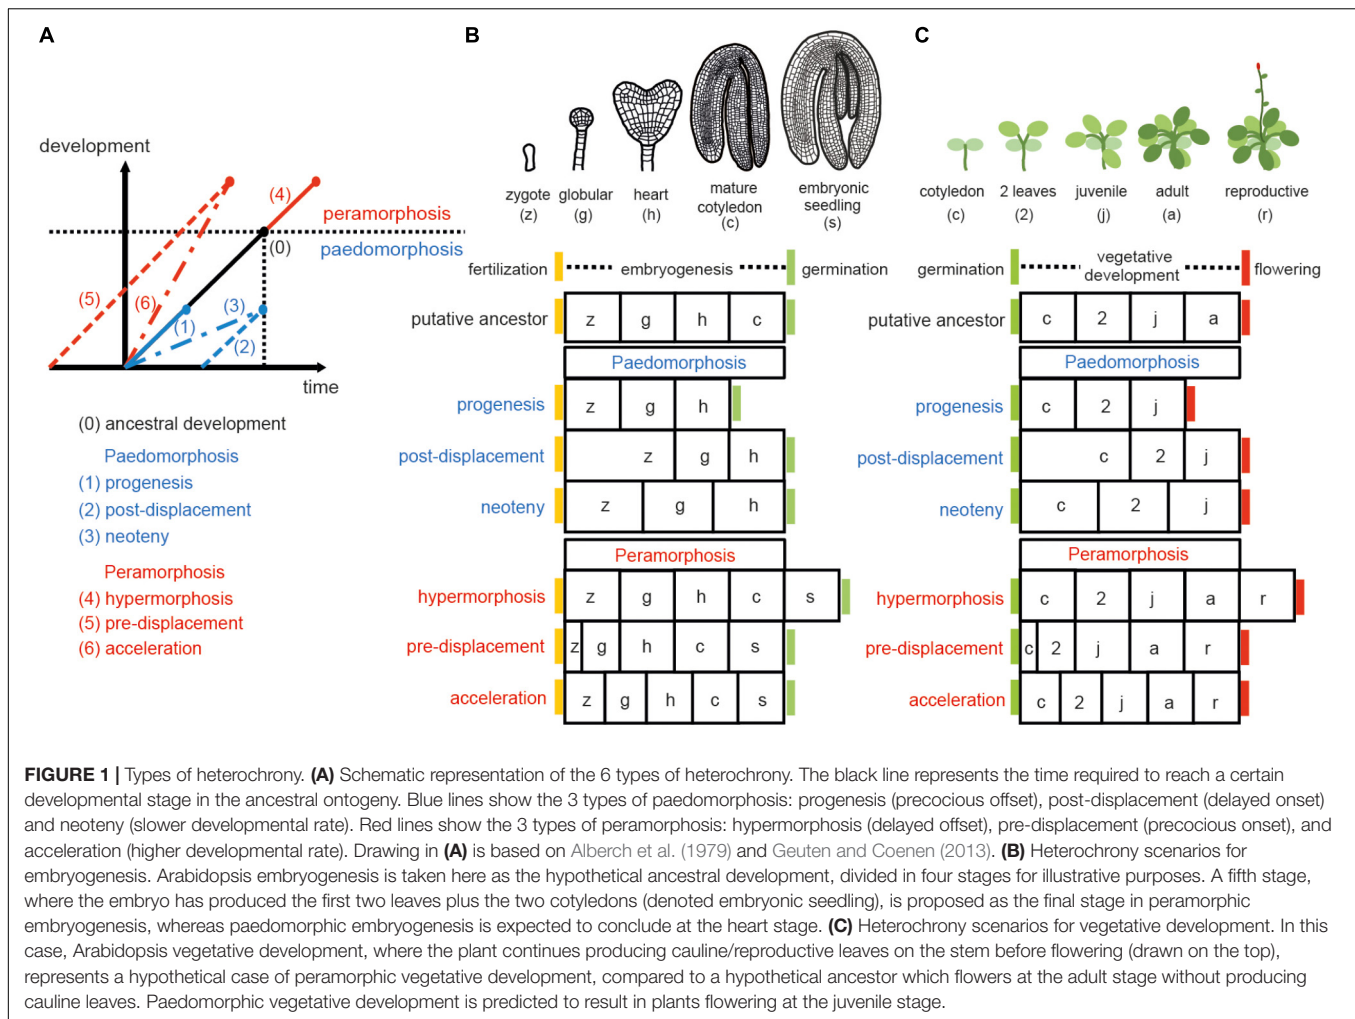 A
development
(4)
peramorphosis
(0)
paedomorphosis
(5)
(6)
(3)
(1)
(2)
time
(0) ancestral development
Paedomorphosis
(1) progenesis
(2) post-displacement
(3) neoteny
Peramorphosis
(4) hypermorphosis
(5) pre-displacement
(6) acceleration
B
zygote globular heart mature cotyledon embryonic seedling
(z) (g) (h) (c) (s)
fertilization embryogenesis germination
putative ancestor z g h c
Paedomorphosis
progenesis z g h
post-displacement z g h
neoteny z g h
Peramorphosis
hypermorphosis z g h c s
pre-displacement z g h c s
acceleration z g h c s
C
cotyledon 2 leaves juvenile adult reproductive
(c) (2) (j) (a) (r)
germination vegetative development flowering
putative ancestor c 2 j a
Paedomorphosis
progenesis c 2 j
post-displacement c 2 j
neoteny c 2 j
Peramorphosis
hypermorphosis c 2 j a r
pre-displacement c 2 j a r
acceleration c 2 j a r
FIGURE 1 | Types of heterochrony. (A) Schematic representation of the 6 types of heterochrony. The black line represents the time required to reach a certain
developmental stage in the ancestral ontogeny. Blue lines show the 3 types of paedomorphosis: progenesis (precocious offset), post-displacement (delayed onset)
and neoteny (slower developmental rate). Red lines show the 3 types of peramorphosis: hypermorphosis (delayed offset), pre-displacement (precocious onset), and
acceleration (higher developmental rate). Drawing in (A) is based on Alberch et al. (1979) and Geuten and Coenen (2013). (B) Heterochrony scenarios for
embryogenesis. Arabidopsis embryogenesis is taken here as the hypothetical ancestral development, divided in four stages for illustrative purposes. A fifth stage,
where the embryo has produced the first two leaves plus the two cotyledons (denoted embryonic seedling), is proposed as the final stage in peramorphic
embryogenesis, whereas paedomorphic embryogenesis is expected to conclude at the heart stage. (C) Heterochrony scenarios for vegetative development. In this
case, Arabidopsis vegetative development, where the plant continues producing cauline/reproductive leaves on the stem before flowering (drawn on the top),
represents a hypothetical case of peramorphic vegetative development, compared to a hypothetical ancestor which flowers at the adult stage without producing
cauline leaves. Paedomorphic vegetative development is predicted to result in plants flowering at the juvenile stage.